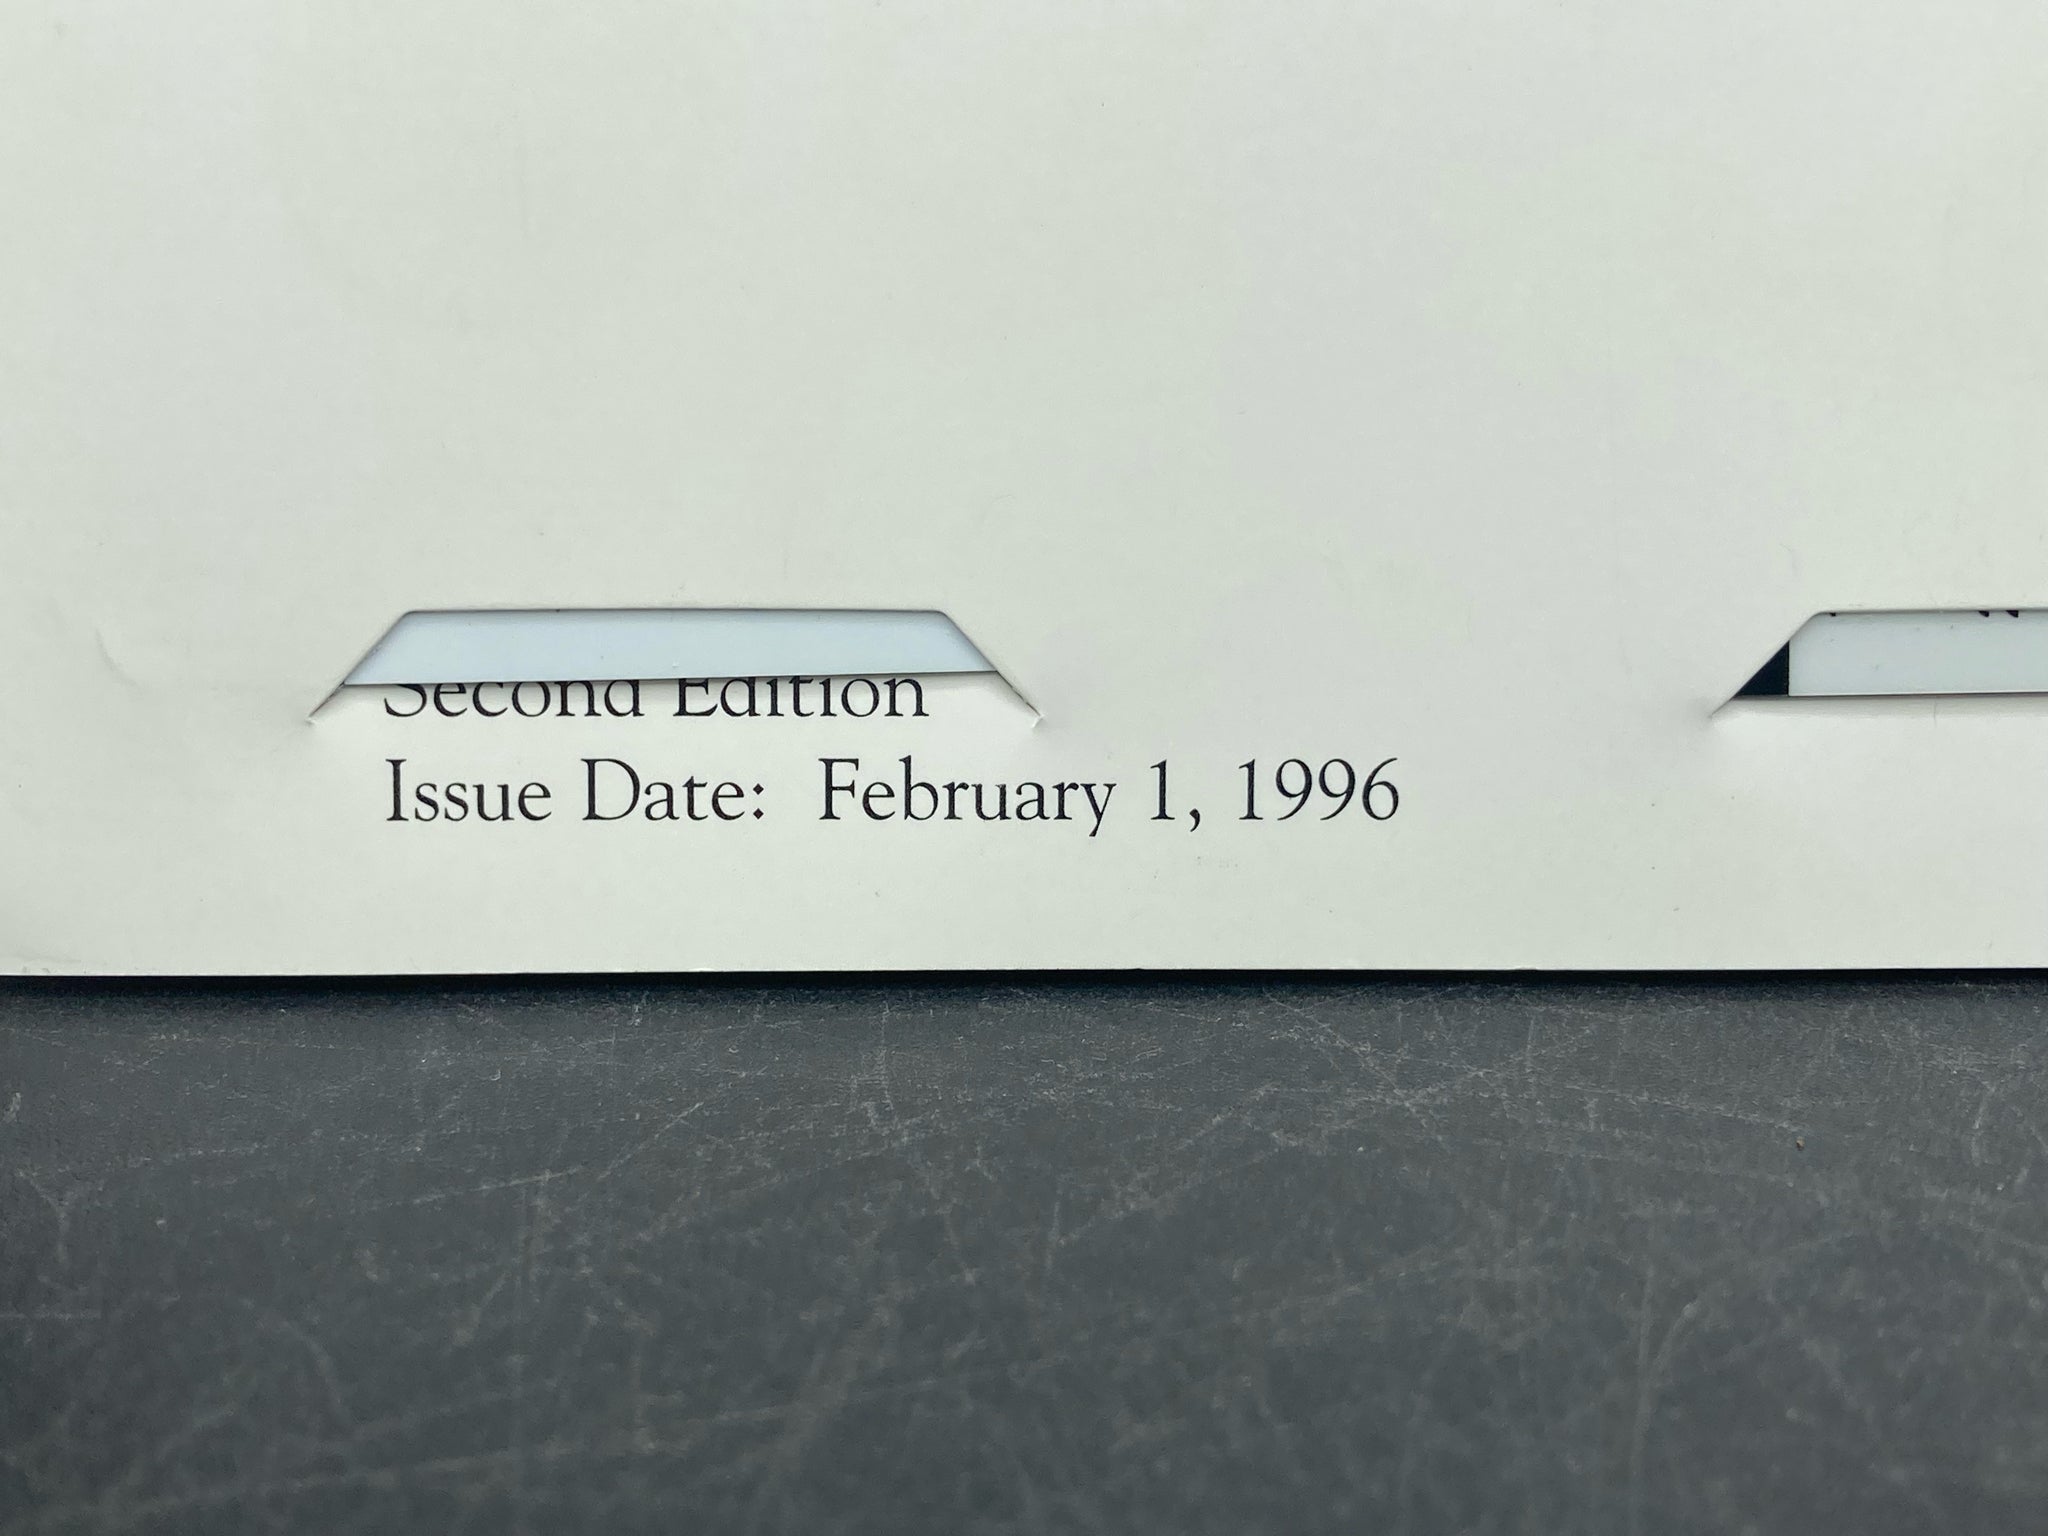 Second Edition
Issue Date: February 1, 1996